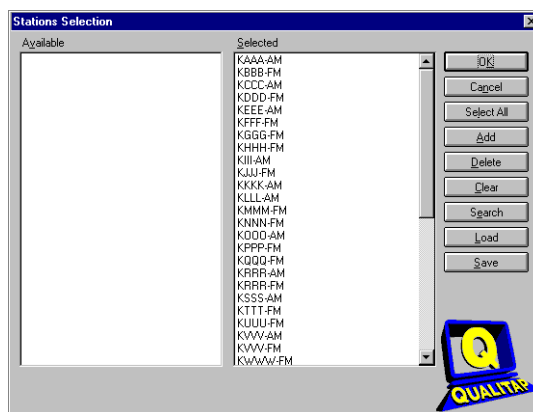 Stations Selection
Available
Selected
KAAA-AM
KBBB-FM
KCCC-AM
KDDD-FM
KEEE-AM
KFFF-FM
KGGG-FM
KHHH-FM
KIII-AM
KJJJ-FM
KKKK-AM
KLLL-AM
KMMM-FM
KNNN-FM
KOOO-AM
KPPP-FM
KQQQ-FM
KRRR-AM
KRRR-FM
KSSS-AM
KTTT-FM
KUUU-FM
KVVV-AM
KVVV-FM
KWWW-FM
OK
Cancel
Select All
Add
Delete
Clear
Search
Load
Save
Q
QUALITAP